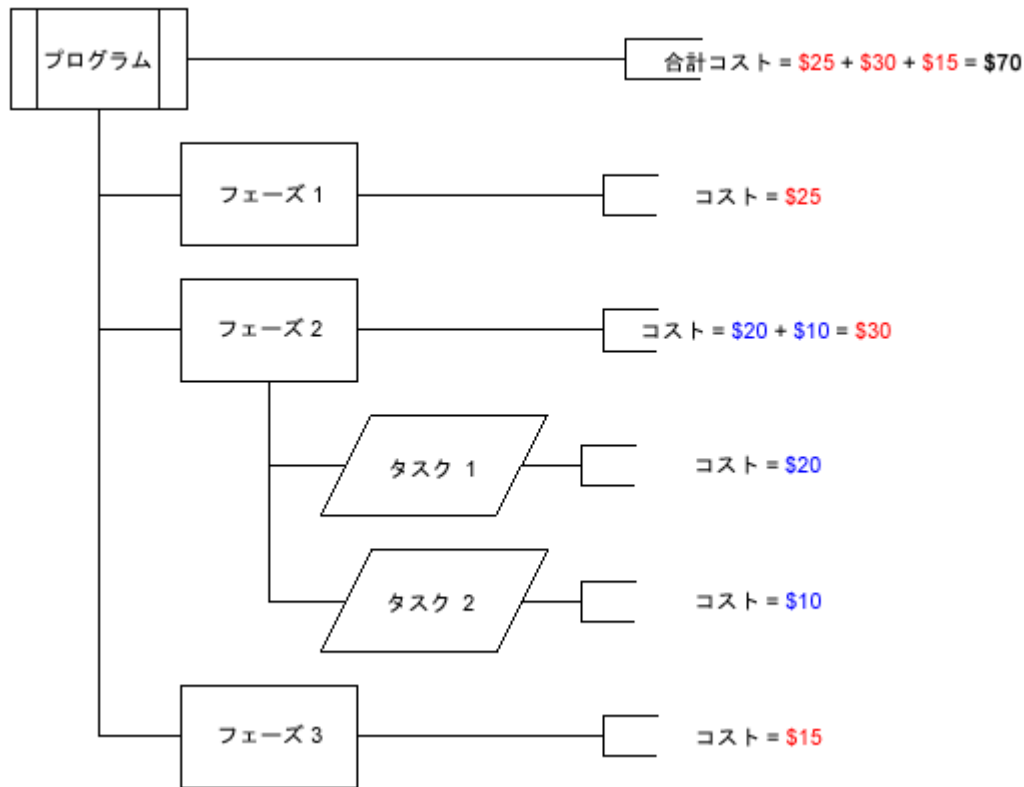 プログラム
合計コスト = $25 + $30 + $15 = $70
フェーズ 1
コスト = $25
フェーズ 2
コスト = $20 + $10 = $30
タスク 1
コスト = $20
タスク 2
コスト = $10
フェーズ 3
コスト = $15